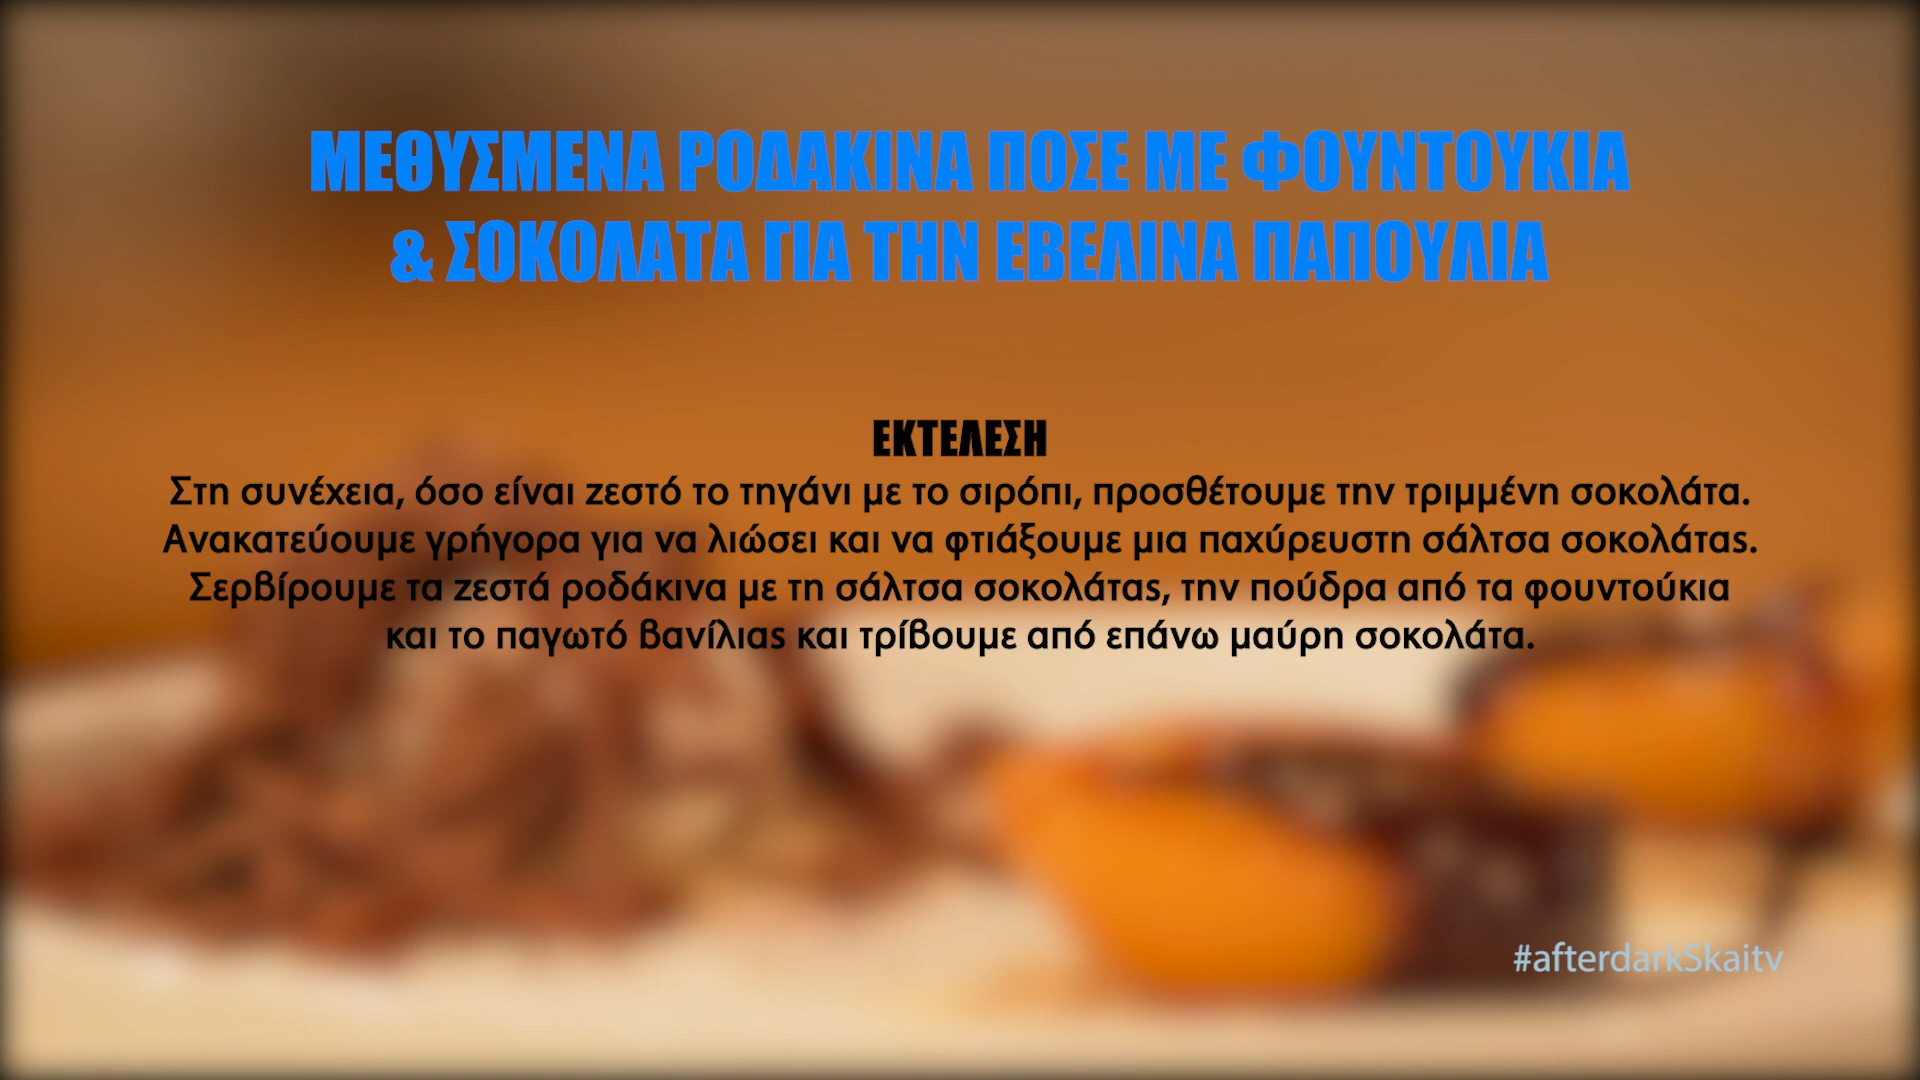 ΜΕΘΥΣΜΕΝΑ ΡΟΔΑΚΙΝΑ ΠΟΣΕ ΜΕ ΦΟΥΝΤΟΥΚΙΑ
& ΣΟΚΟΛΑΤΑ ΓΙΑ ΤΗΝ ΕΒΕΛΙΝΑ ΠΑΠΟΥΛΙΑ
ΕΚΤΕΛΕΣΗ
Στη συνέχεια, όσο είναι ζεστό το τηγάνι με το σιρόπι, προσθέτουμε την τριμμένη σοκολάτα.
Ανακατεύουμε γρήγορα για να λιώσει και να φτιάξουμε μια παχύρευστη σάλτσα σοκολάτας.
Σερβίρουμε τα ζεστά ροδάκινα με τη σάλτσα σοκολάτας, την πούδρα από τα φουντούκια
και το παγωτό βανίλιας και τρίβουμε από επάνω μαύρη σοκολάτα.
#afterdarkSkaitv